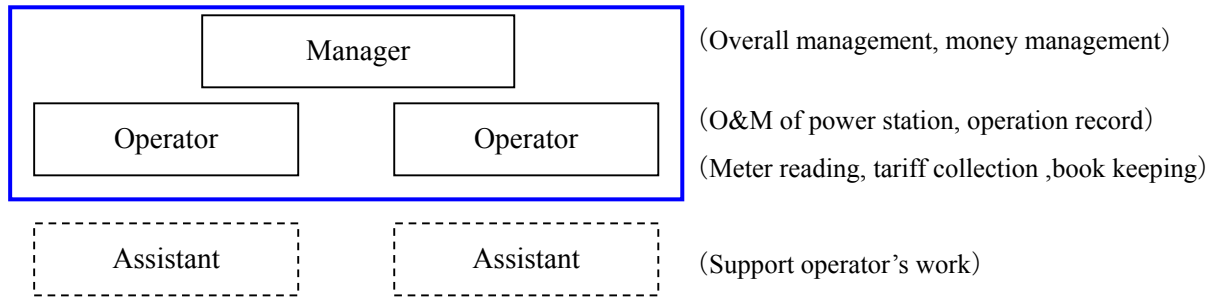 Manager
(Overall management, money management)
Operator
Operator
(O&M of power station, operation record)
(Meter reading, tariff collection ,book keeping)
Assistant
Assistant
(Support operator’s work)